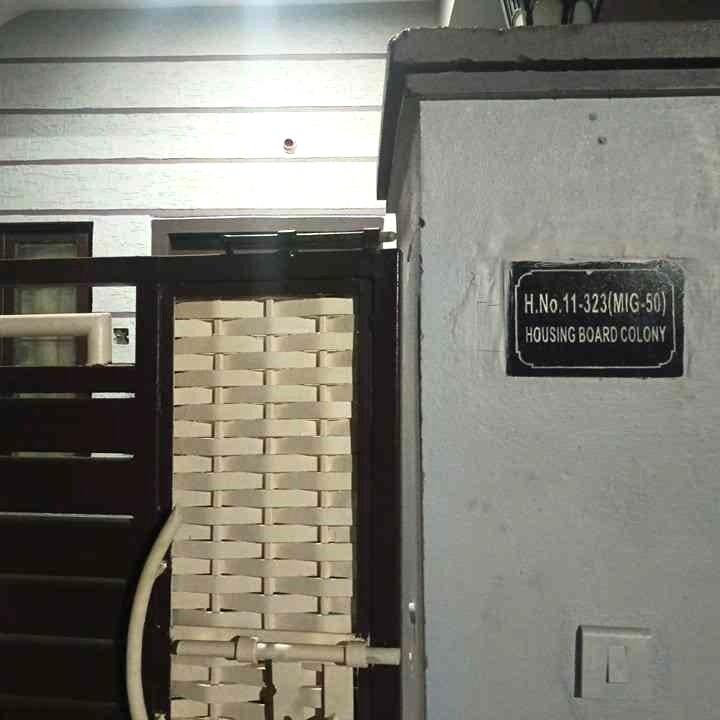 H.No.11-323(MIG-50)
HOUSING BOARD COLONY